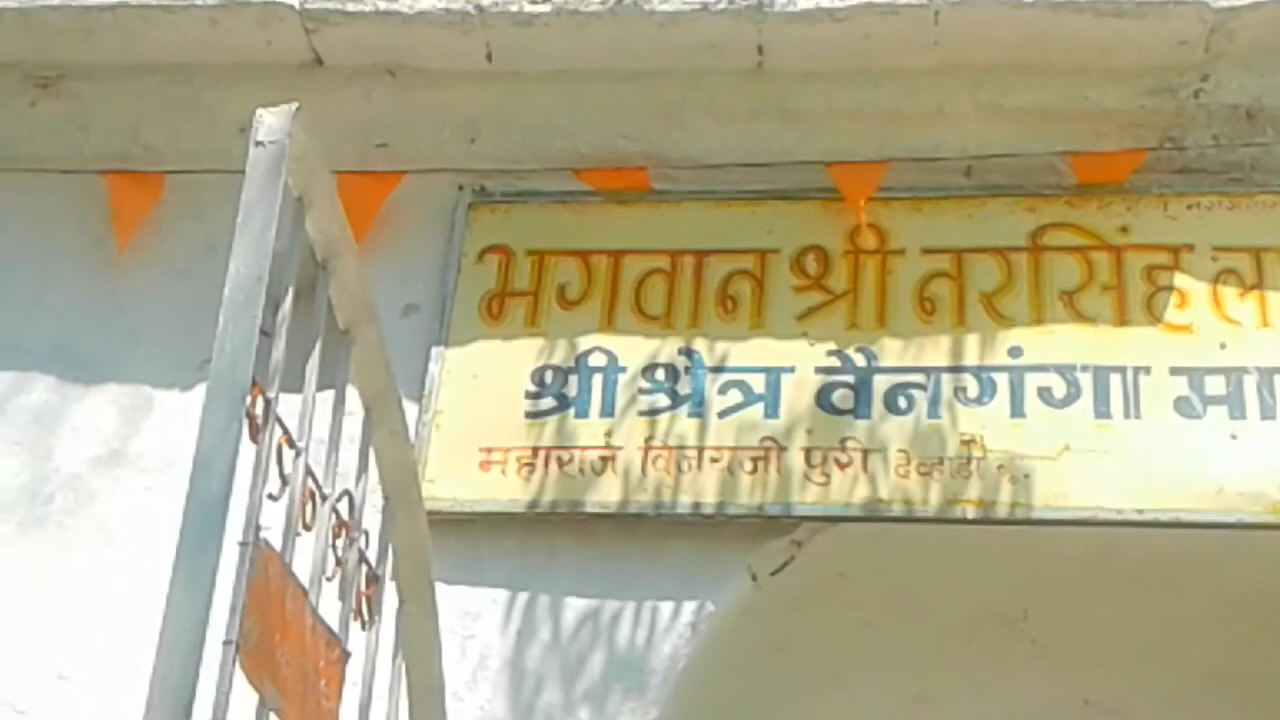 भगवान श्री नरसिंह
श्री क्षेत्र वैनगंगा
महाराज विजयजी पुरी देव्हाडी